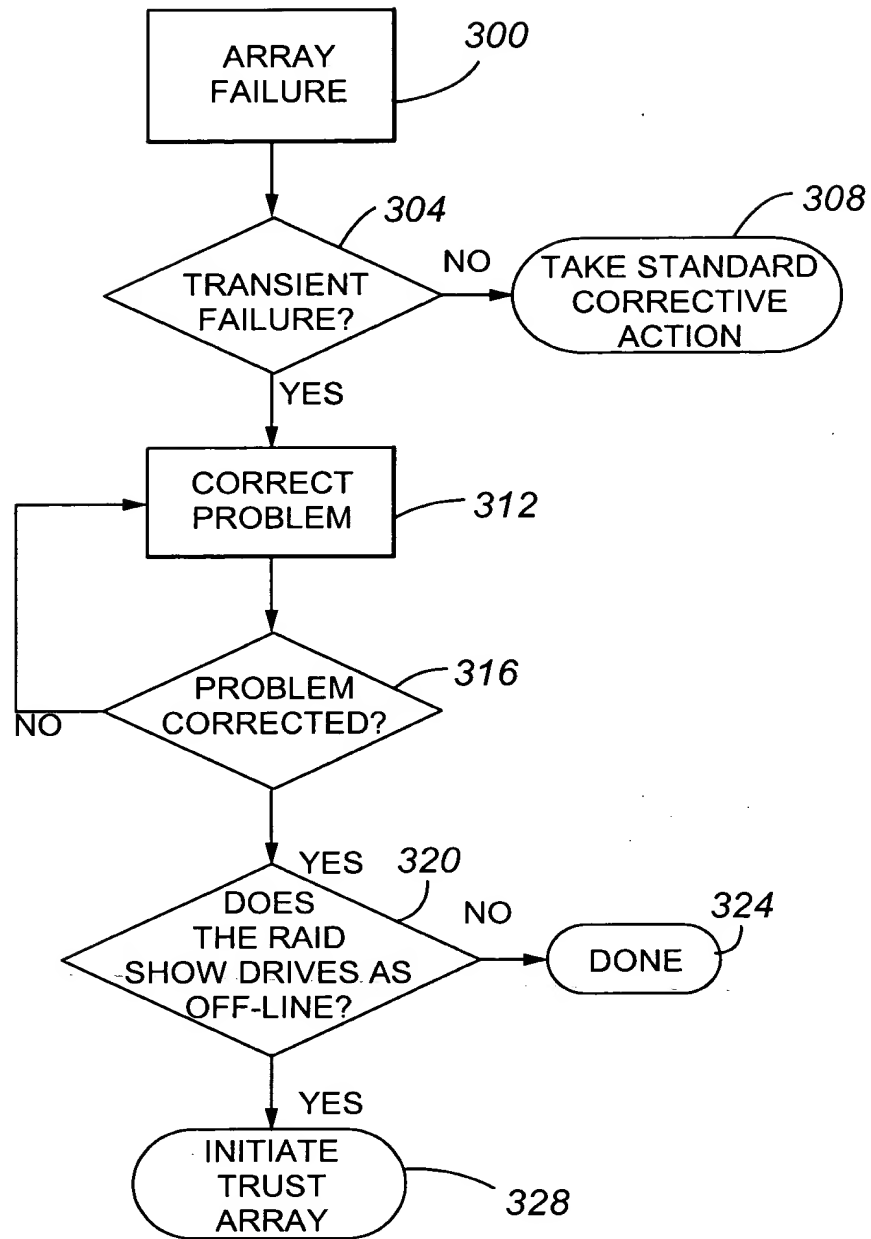 ARRAY
FAILURE
300
304
TRANSIENT
FAILURE?
NO
308
TAKE STANDARD
CORRECTIVE
ACTION
YES
CORRECT
PROBLEM
312
PROBLEM
CORRECTED?
316
NO
YES
320
DOES
THE RAID
SHOW DRIVES AS
OFF-LINE?
NO
324
DONE
YES
INITIATE
TRUST
ARRAY
328